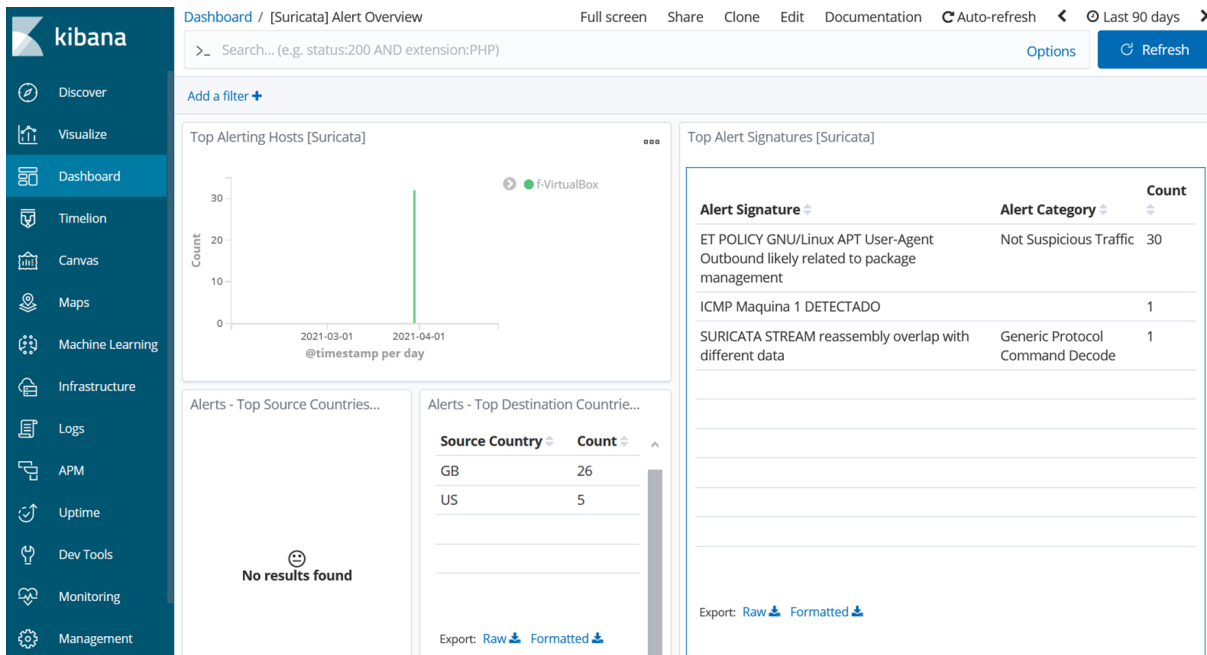 kibana
Discover
Visualize
Dashboard
Timelion
Canvas
Maps
Machine Learning
Infrastructure
Logs
APM
Uptime
Dev Tools
Monitoring
Management
Dashboard / [Suricata] Alert Overview
Full screen Share Clone Edit Documentation Auto-refresh Last 90 days
>_ Search... (e.g. status:200 AND extension:PHP)
Options
Refresh
Add a filter +
Top Alerting Hosts [Suricata]
f-VirtualBox
30
20
10
0
Count
2021-03-01 2021-04-01
@timestamp per day
Alerts - Top Source Countries...
No results found
Alerts - Top Destination Countrie...
Source Country Count
GB 26
US 5
Export: Raw Formatted
Top Alert Signatures [Suricata]
Alert Signature Alert Category Count
ET POLICY GNU/Linux APT User-Agent Not Suspicious Traffic 30
Outbound likely related to package
management
ICMP Maquina 1 DETECTADO 1
SURICATA STREAM reassembly overlap with Generic Protocol 1
different data Command Decode
Export: Raw Formatted